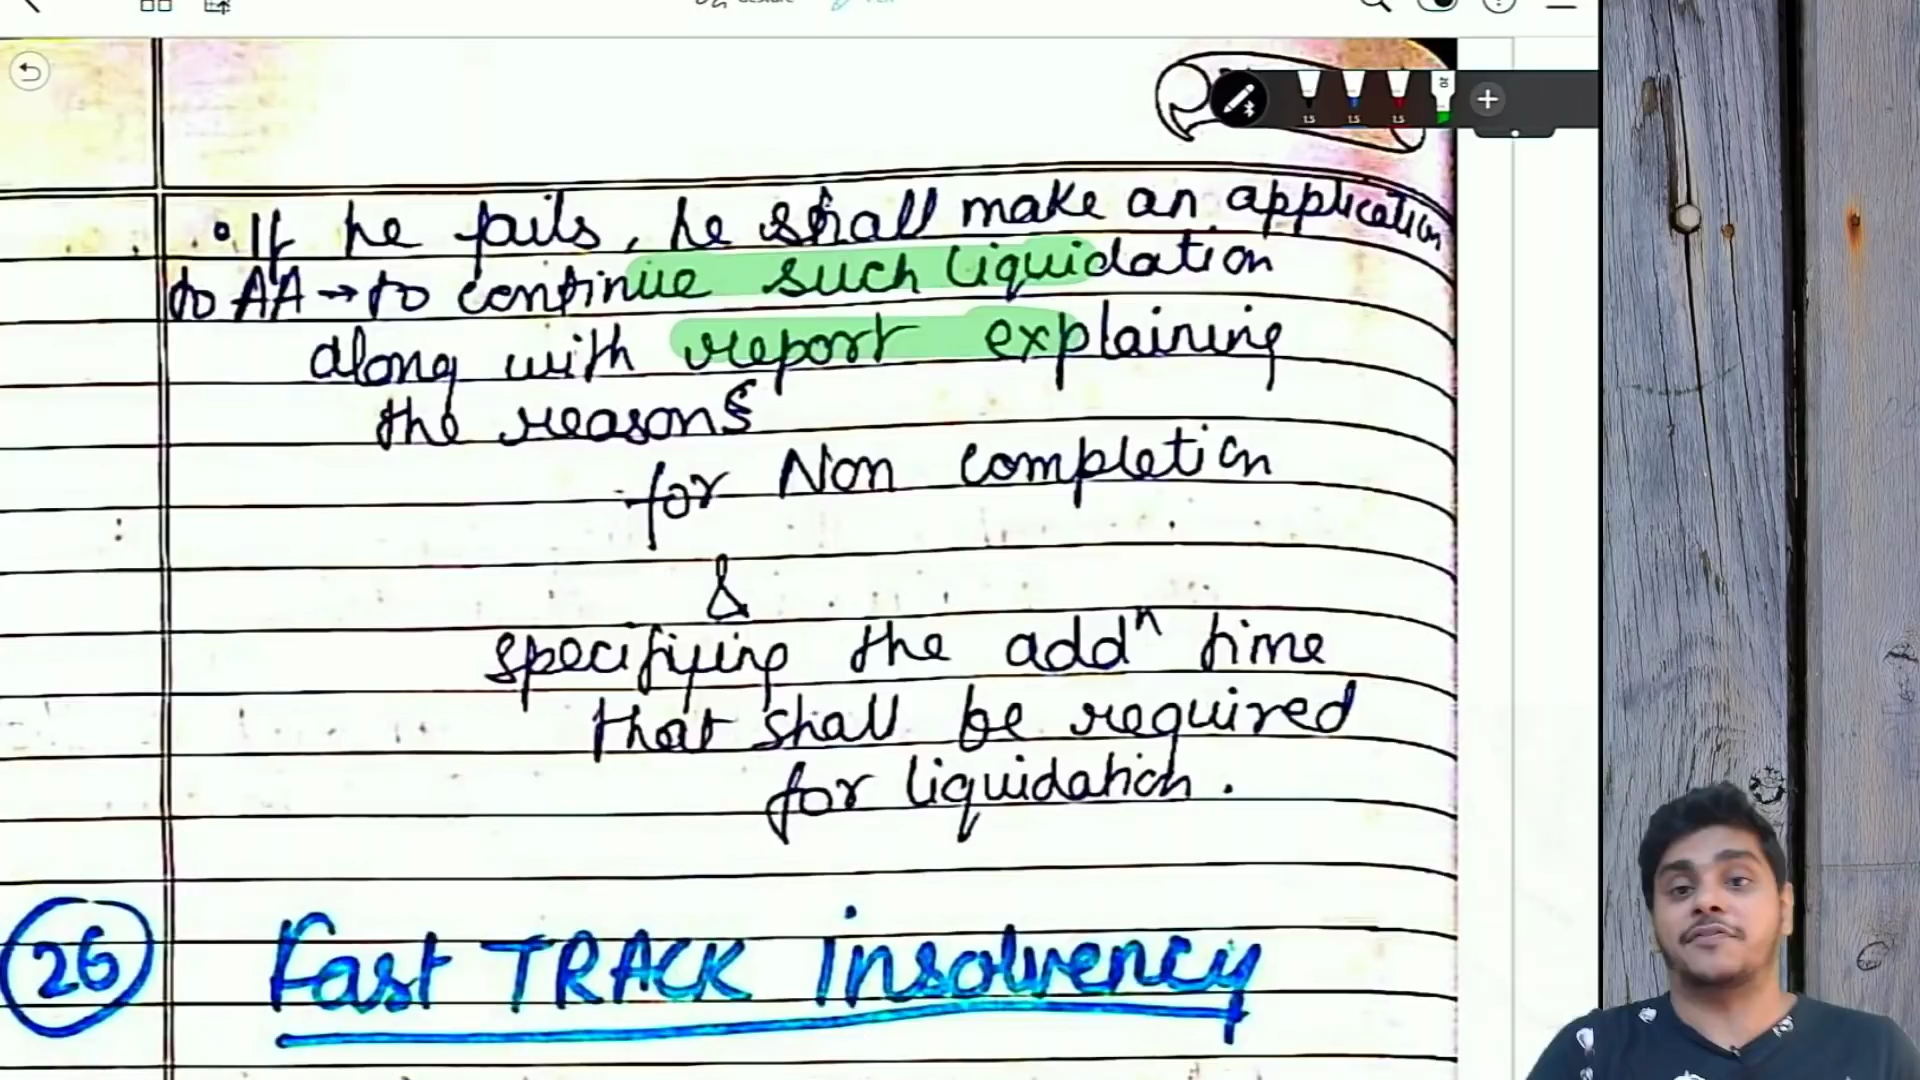 • If he fails, he shall make an application
to AA → to continue such liquidation
along with report explaining
the reasons
for Non completion
&
specifying the addⁿ time
that shall be required
for liquidation.
26 Fast TRACK Insolvency